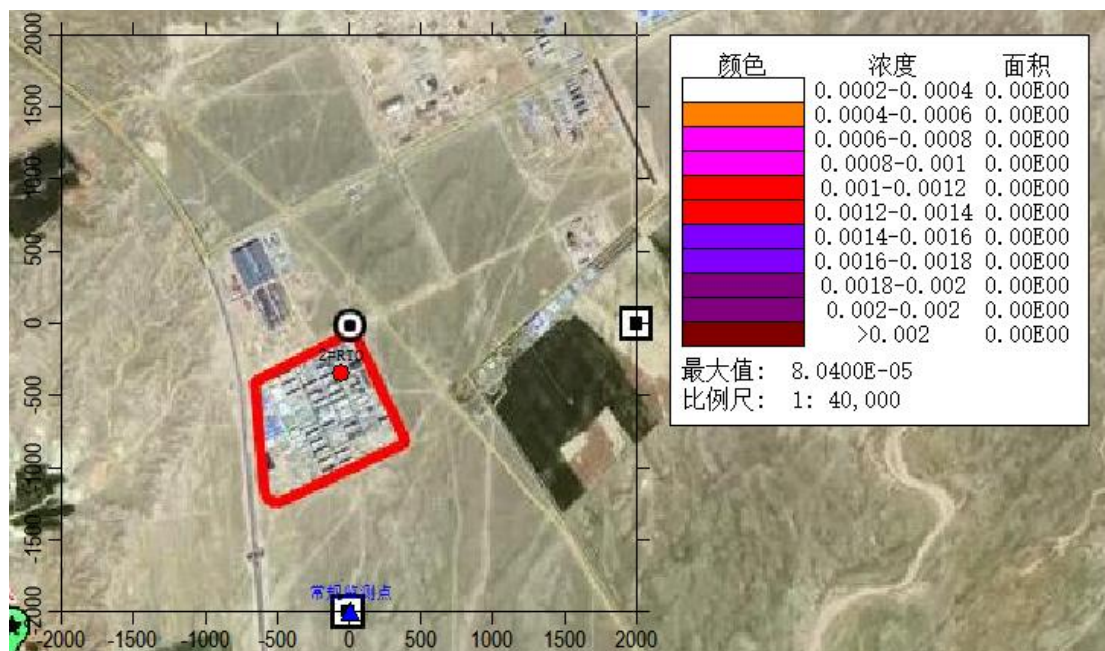 颜色 浓度 面积
0.0002-0.0004 0.00E00
0.0004-0.0006 0.00E00
0.0006-0.0008 0.00E00
0.0008-0.001 0.00E00
0.001-0.0012 0.00E00
0.0012-0.0014 0.00E00
0.0014-0.0016 0.00E00
0.0016-0.0018 0.00E00
0.0018-0.002 0.00E00
0.002-0.002 0.00E00
>0.002 0.00E00
最大值: 8.0400E-05
比例尺: 1: 40,000
2000
1500
1000
500
0
-500
-1000
-1500
-2000
2#RTO
常规监测点
-2000 -1500 -1000 -500 0 500 1000 1500 2000